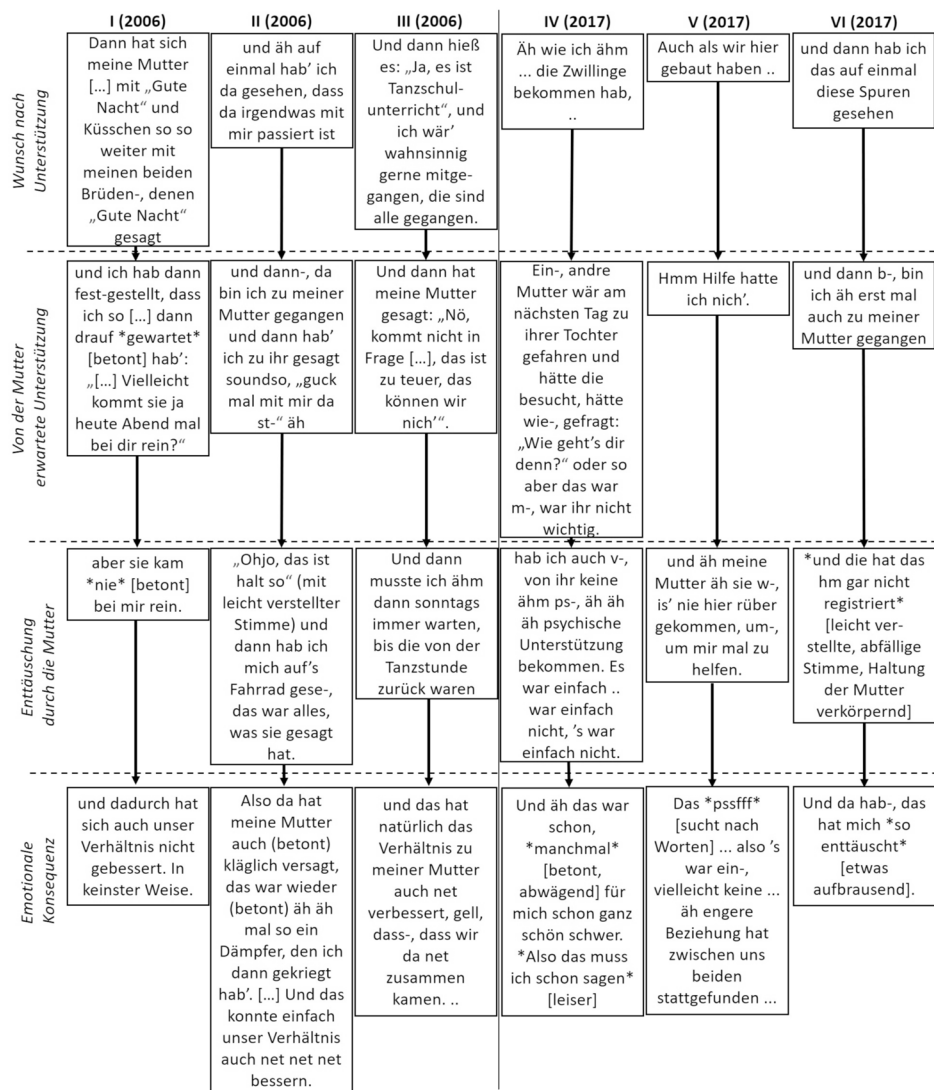 I (2006)
II (2006)
III (2006)
IV (2017)
V (2017)
VI (2017)
Wunsch nach
Unterstützung
Dann hat sich
meine Mutter
[…] mit „Gute
Nacht“ und
Küsschen so so
weiter mit
meinen beiden
Brüden-, denen
„Gute Nacht“
gesagt
und äh auf
einmal hab’ ich
da gesehen, dass
da irgendwas mit
mir passiert ist
Und dann hieß
es: „Ja, es ist
Tanzschul-
unterricht“, und
ich wär’
wahnsinnig
gerne mitge-
gangen, die sind
alle gegangen.
Äh wie ich ähm
... die Zwillinge
bekommen hab,
..
Auch als wir hier
gebaut haben ..
und dann hab ich
das auf einmal
diese Spuren
gesehen
Von der Mutter
erwartete Unterstützung
und ich hab dann
fest-gestellt, dass
ich so […] dann
drauf *gewartet*
[betont] hab’:
„[…] Vielleicht
kommt sie ja
heute Abend mal
bei dir rein?“
und dann-, da
bin ich zu meiner
Mutter gegangen
und dann hab’
ich zu ihr gesagt
soundso, „guck
mal mit mir da
st-“ äh
Und dann hat
meine Mutter
gesagt: „Nö,
kommt nicht in
Frage […], das ist
zu teuer, das
können wir
nich’“.
Ein-, andre
Mutter wär am
nächsten Tag zu
ihrer Tochter
gefahren und
hätte die
besucht, hätte
wie-, gefragt:
„Wie geht’s dir
denn?“ oder so
aber das war
m-, war ihr nicht
wichtig.
Hmm Hilfe hatte
ich nich’.
und dann b-, bin
ich äh erst mal
auch zu meiner
Mutter gegangen
Enttäuschung
durch die Mutter
aber sie kam
*nie* [betont]
bei mir rein.
„Ohjo, das ist
halt so“ (mit
leicht verstellter
Stimme) und
dann hab ich
mich auf’s
Fahrrad gese-,
das war alles,
was sie gesagt
hat.
Und dann
musste ich ähm
dann sonntags
immer warten,
bis die von der
Tanzstunde
zurück waren
hab ich auch v-,
von ihr keine
ähm ps-, äh äh
äh psychische
Unterstützung
bekommen. Es
war einfach ..
war einfach
nicht, ’s war
einfach nicht.
und äh meine
Mutter äh sie w-,
is’ nie hier rüber
gekommen, um-,
um mir mal zu
helfen.
*und die hat das
hm gar nicht
registriert*
[leicht ver-
stellte, abfällige
Stimme, Haltung
der Mutter
verkörpernd]
Emotionale
Konsequenz
und dadurch hat
sich auch unser
Verhältnis nicht
gebessert. In
keinster Weise.
Also da hat
meine Mutter
auch (betont)
kläglich versagt,
das war wieder
(betont) äh äh
mal so ein
Dämpfer, den ich
dann gekriegt
hab’. […] Und das
konnte einfach
unser Verhältnis
auch net net net
bessern.
und das hat
natürlich das
Verhältnis zu
meiner Mutter
auch net
verbessert, gell,
dass-, dass wir
da net
zusammen
kamen. ..
Und äh das war
schon,
*manchmal*
[betont,
abwägend] für
mich schon ganz
schön schwer.
*Also das muss
ich schon sagen*
[leiser]
Das *pssfff*
[sucht nach
Worten] ... also ’s
war ein-,
vielleicht keine ...
äh engere
Beziehung hat
zwischen uns
beiden
stattgefunden ...
Und da hab-, das
hat mich *so
enttäuscht*
[etwas
aufbrausend].